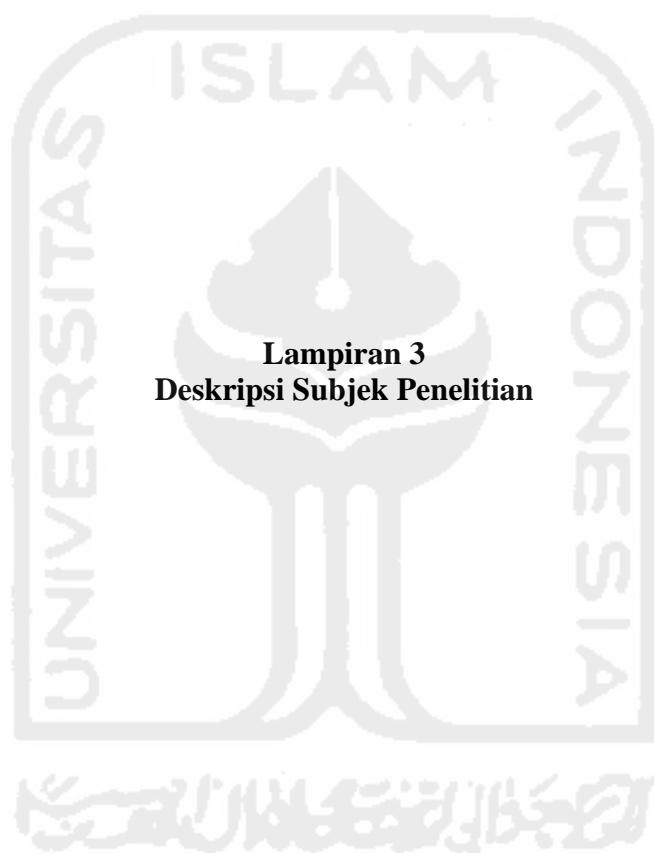 UNIVERSITAS
ISLAM
INDONESIA
Lampiran 3
Deskripsi Subjek Penelitian